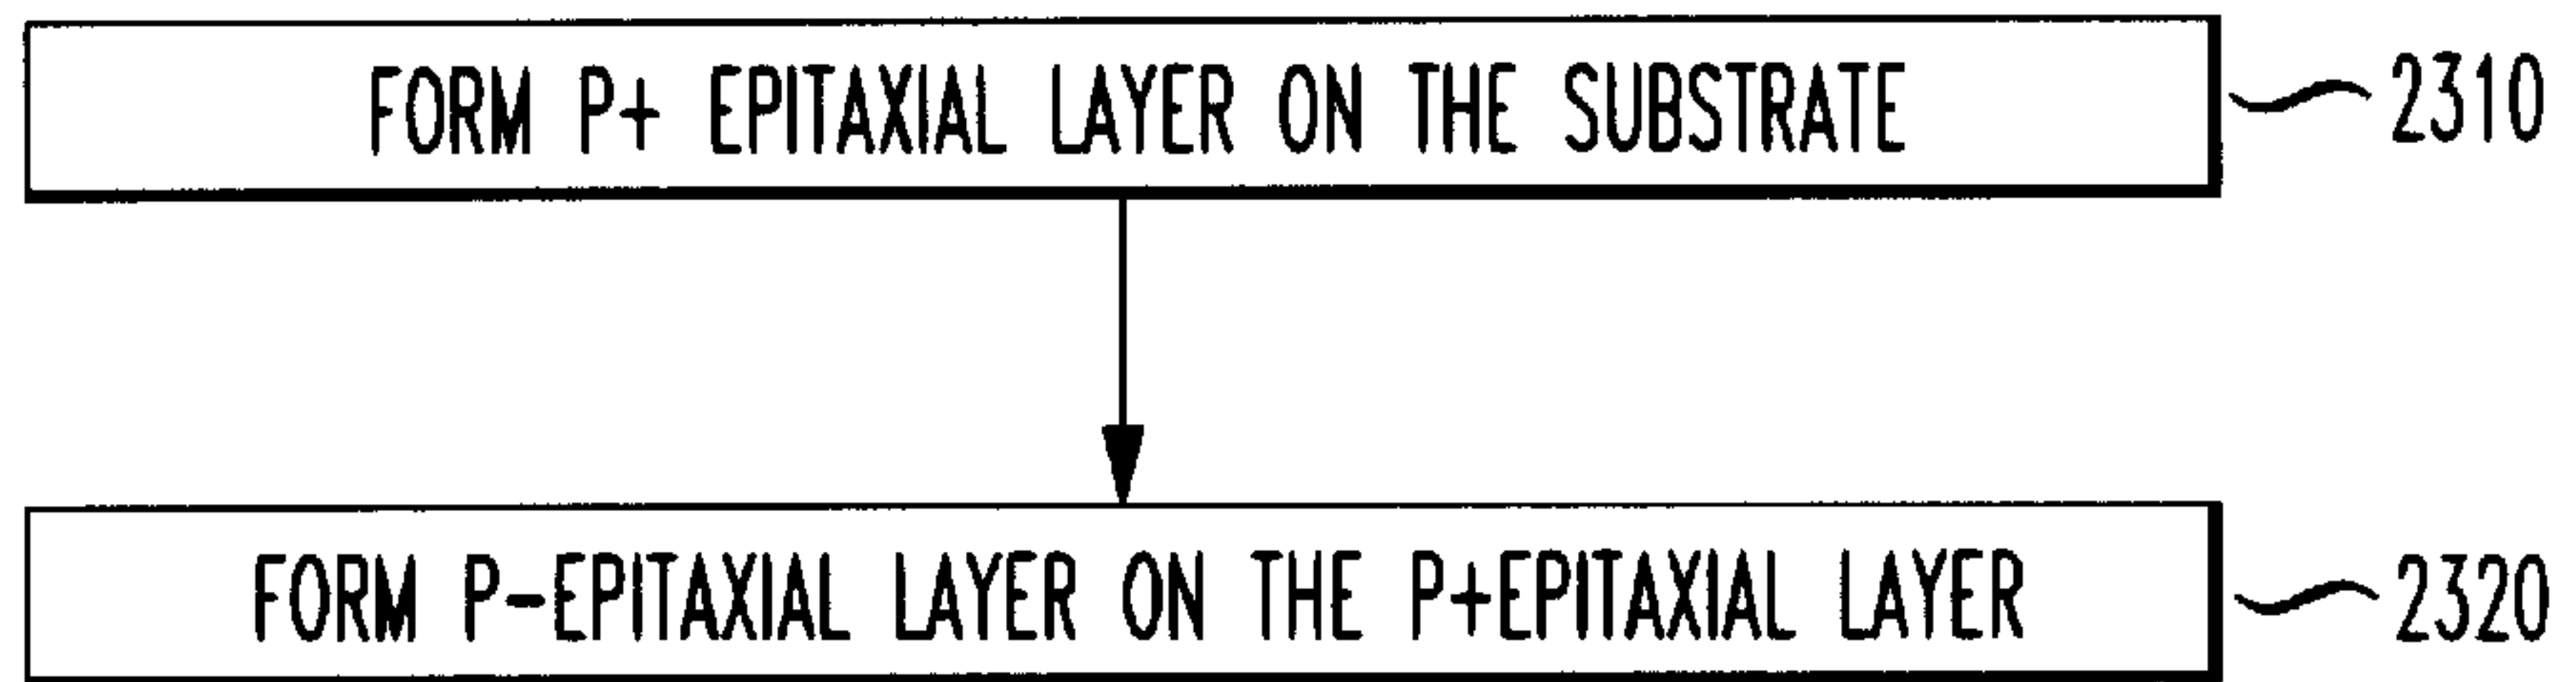 FORM P+ EPITAXIAL LAYER ON THE SUBSTRATE 2310
FORM P-EPITAXIAL LAYER ON THE P+EPITAXIAL LAYER 2320